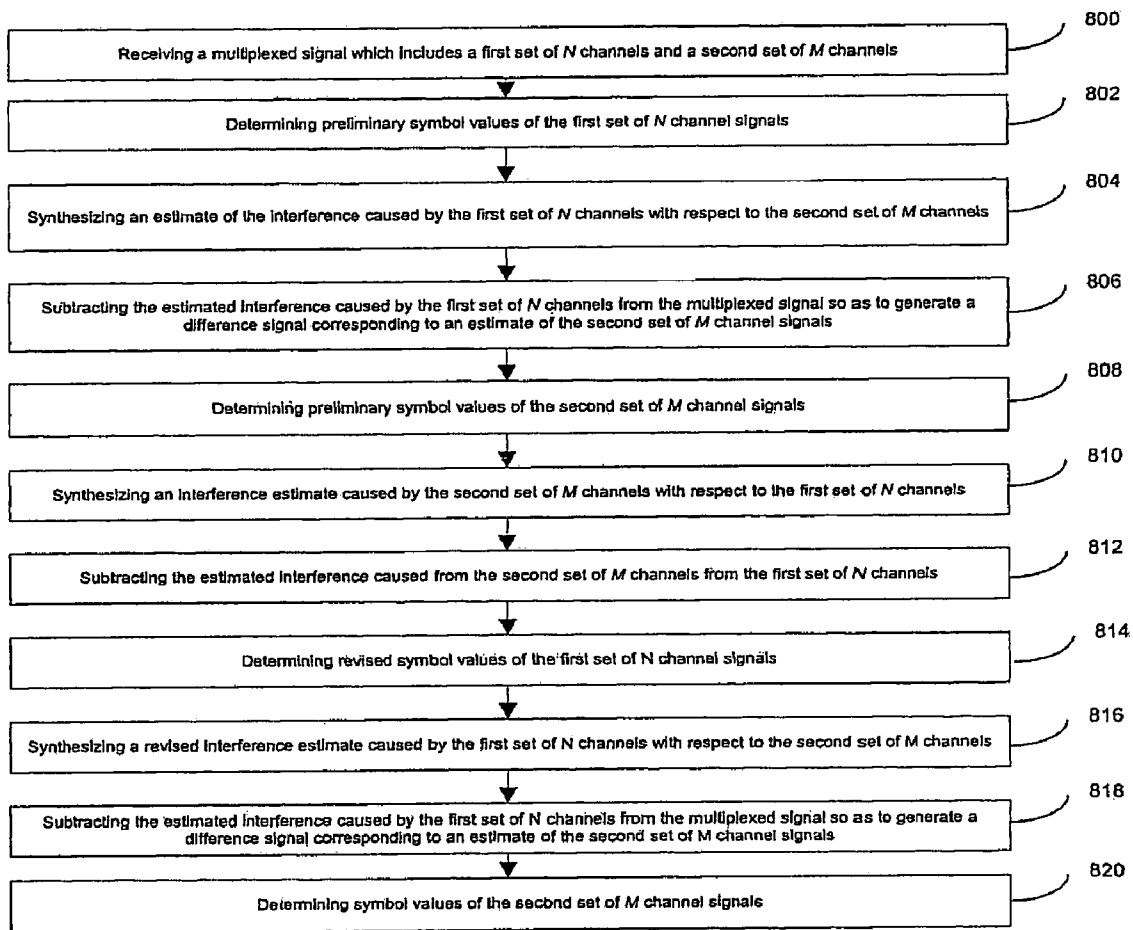 800
Receiving a multiplexed signal which includes a first set of N channels and a second set of M channels
802
Determining preliminary symbol values of the first set of N channel signals
804
Synthesizing an estimate of the interference caused by the first set of N channels with respect to the second set of M channels
806
Subtracting the estimated interference caused by the first set of N channels from the multiplexed signal so as to generate a
difference signal corresponding to an estimate of the second set of M channel signals
808
Determining preliminary symbol values of the second set of M channel signals
810
Synthesizing an interference estimate caused by the second set of M channels with respect to the first set of N channels
812
Subtracting the estimated interference caused from the second set of M channels from the first set of N channels
814
Determining revised symbol values of the first set of N channel signals
816
Synthesizing a revised interference estimate caused by the first set of N channels with respect to the second set of M channels
818
Subtracting the estimated interference caused by the first set of N channels from the multiplexed signal so as to generate a
difference signal corresponding to an estimate of the second set of M channel signals
820
Determining symbol values of the second set of M channel signals